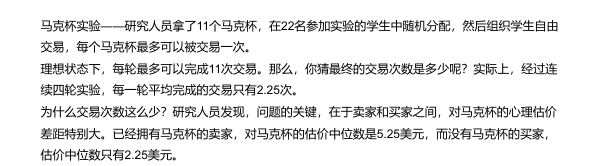 马克杯实验——研究人员拿了11个马克杯，在22名参加实验的学生中随机分配，然后组织学生自由
交易，每个马克杯最多可以被交易一次。
理想状态下，每轮最多可以完成11次交易。那么，你猜最终的交易次数是多少呢？实际上，经过连
续四轮实验，每一轮平均完成的交易只有2.25次。
为什么交易次数这么少？研究人员发现，问题的关键，在于卖家和买家之间，对马克杯的心理估价
差距特别大。已经拥有马克杯的卖家，对马克杯的估价中位数是5.25美元，而没有马克杯的买家，
估价中位数只有2.25美元。